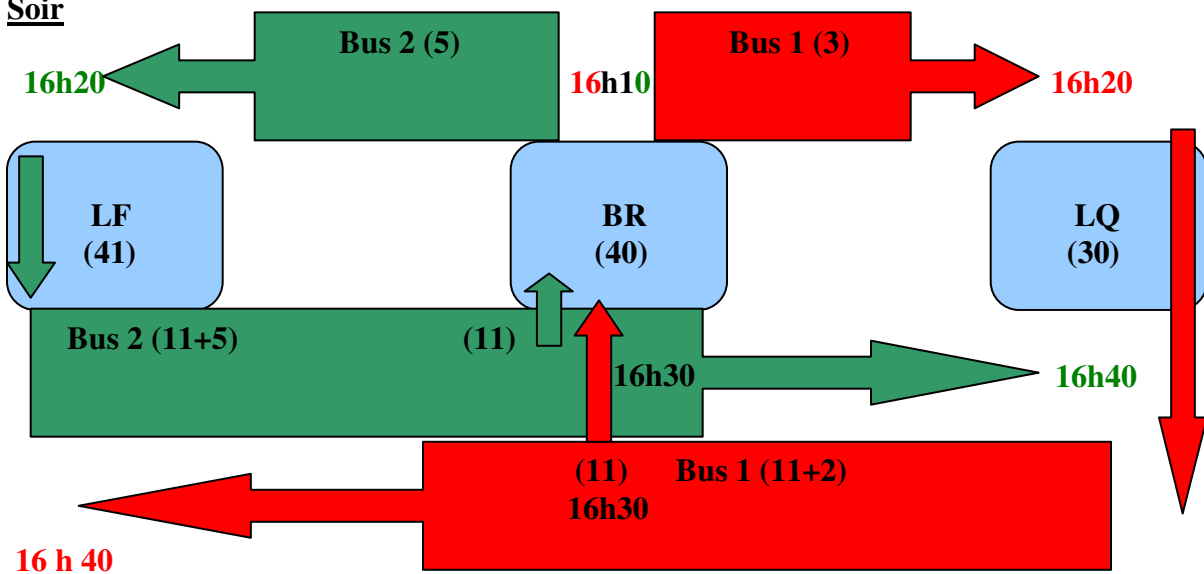 Soir
Bus 2 (5)
Bus 1 (3)
16h20
16h10
16h20
LF
(41)
BR
(40)
LQ
(30)
Bus 2 (11+5)
(11)
16h30
16h40
(11)
Bus 1 (11+2)
16h30
16 h 40